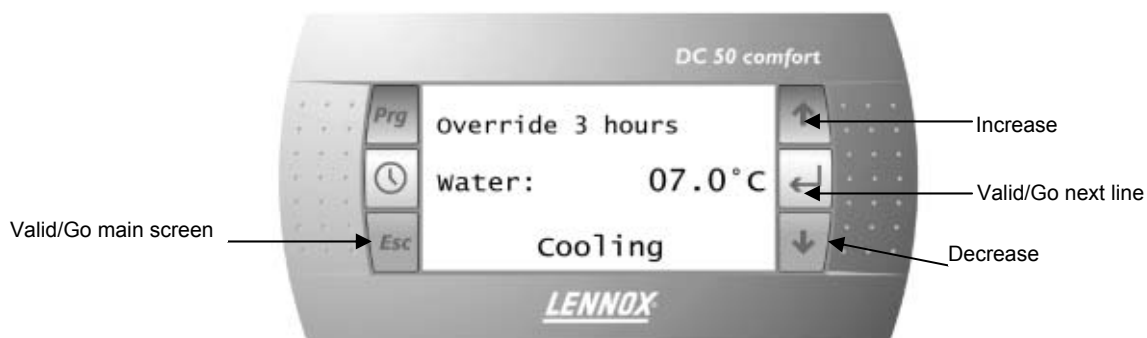 DC 50 comfort
Prg
Override 3 hours
Increase
Water: 07.0°C
Valid/Go next line
Valid/Go main screen
Esc
Cooling
Decrease
LENNOX